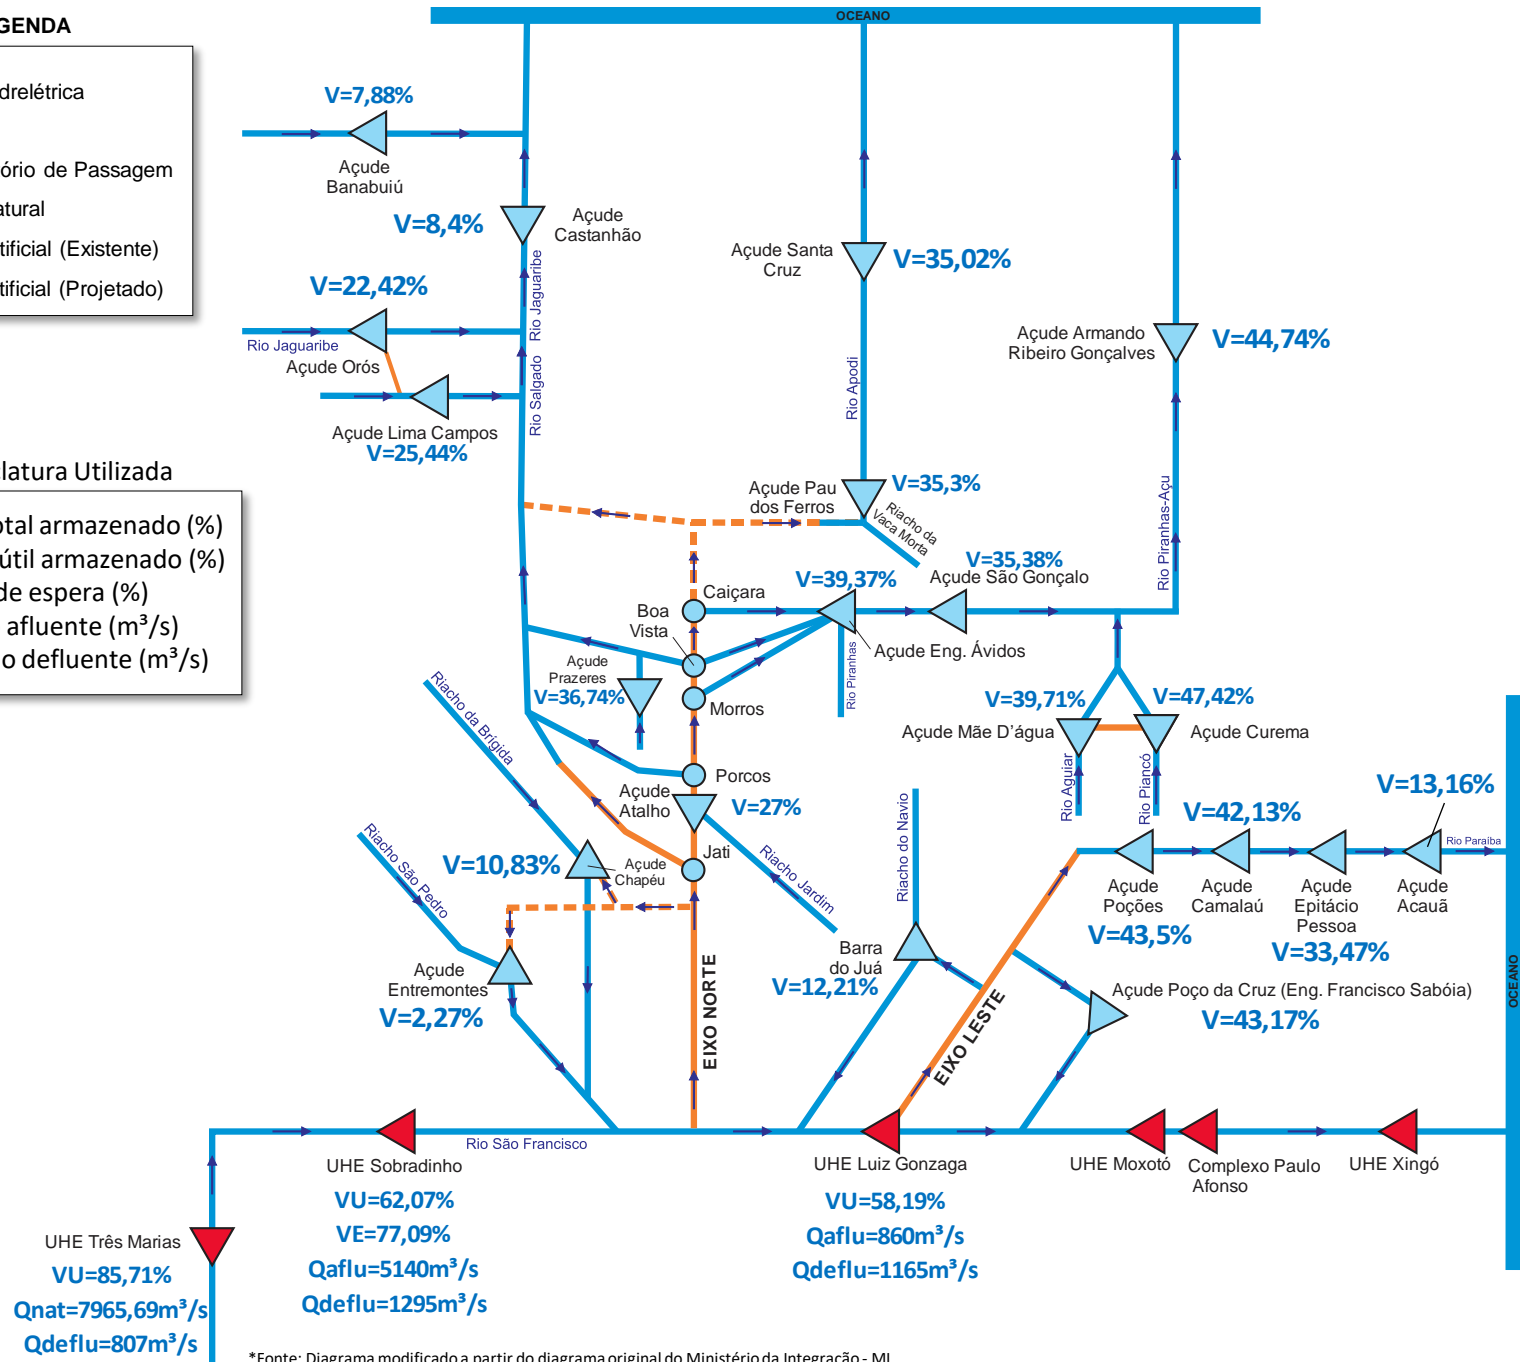 OCEANO
GENDA
drelétrica
ório de Passagem
atural
tificial (Existente)
tificial (Projetado)
V=7,88%
Açude
Banabuiú
V=8,4%
Açude
Castanhão
V=22,42%
Rio Jaguaribe
Açude Orós
Rio Jaguaribe
Rio Salgado
Açude Lima Campos
V=25,44%
Açude Santa
Cruz
V=35,02%
Rio Apodi
Açude Armando
Ribeiro Gonçalves
V=44,74%
Rio Piranhas-Açu
clatura Utilizada
otal armazenado (%)
útil armazenado (%)
de espera (%)
afluente (m³/s)
o defluente (m³/s)
Açude Pau
dos Ferros
V=35,3%
Riacho da
Vaca Morta
V=35,38%
Açude São Gonçalo
V=39,37%
Caiçara
Boa
Vista
Açude Eng. Ávidos
Rio Piranhas
Açude
Prazeres
V=36,74%
Morros
Riacho da Brígida
V=39,71%
V=47,42%
Açude Mãe D'água
Açude Curema
Rio Aguiar
Rio Piancó
Porcos
Açude
Atalho
V=27%
Jati
Riacho Jardim
Riacho do Navio
V=13,16%
V=42,13%
Rio Paraíba
Riacho São Pedro
V=10,83%
Açude
Chapéu
Açude
Poções
V=43,5%
Açude
Camalaú
Açude
Epitácio
Pessoa
V=33,47%
Açude
Acauã
Açude
Entremontes
V=2,27%
EIXO NORTE
Barra
do Juá
V=12,21%
EIXO LESTE
Açude Poço da Cruz (Eng. Francisco Sabóia)
V=43,17%
OCEANO
Rio São Francisco
UHE Sobradinho
VU=62,07%
VE=77,09%
Qaflu=5140m³/s
Qdeflu=1295m³/s
UHE Luiz Gonzaga
VU=58,19%
Qaflu=860m³/s
Qdeflu=1165m³/s
UHE Moxotó
Complexo Paulo
Afonso
UHE Xingó
UHE Três Marias
VU=85,71%
Qnat=7965,69m³/s
Qdeflu=807m³/s
*Fonte: Diagrama modificado a partir do diagrama original do Ministério da Integração - MI